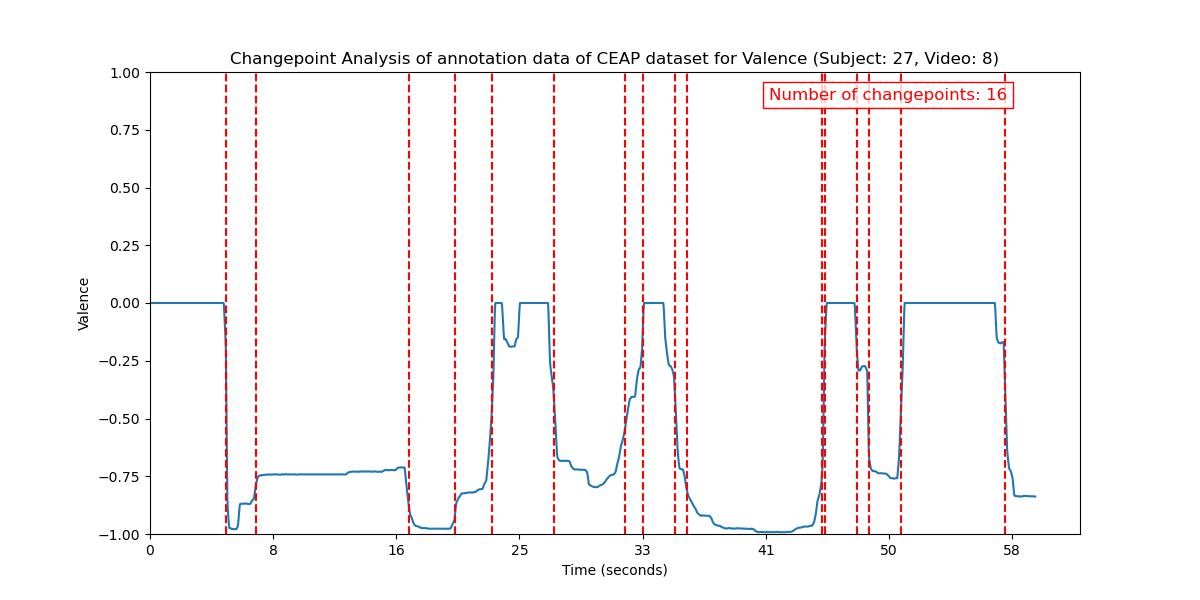 Changepoint Analysis of annotation data of CEAP dataset for Valence (Subject: 27, Video: 8)
Number of changepoints: 16
1.00
0.75
0.50
0.25
0.00
−0.25
−0.50
−0.75
−1.00
Valence
0 8 16 25 33 41 50 58
Time (seconds)